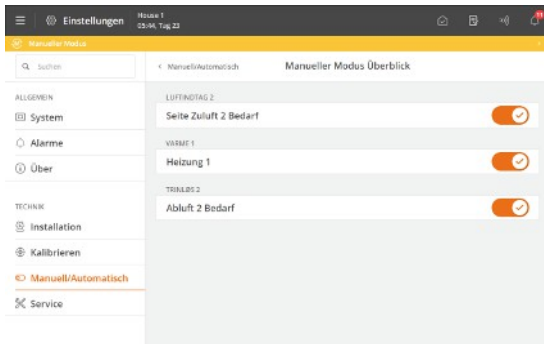 Einstellungen
House 1
05:44, Tag 23
Manueller Modus
Suchen
< Manuell/Automatisch
Manueller Modus Überblick
ALLGEMEIN
System
Alarme
Über
TECHNIK
Installation
Kalibrieren
Manuell/Automatisch
Service
LUFTINDTAG 2
Seite Zuluft 2 Bedarf
VARME 1
Heizung 1
TRINLØS 2
Abluft 2 Bedarf